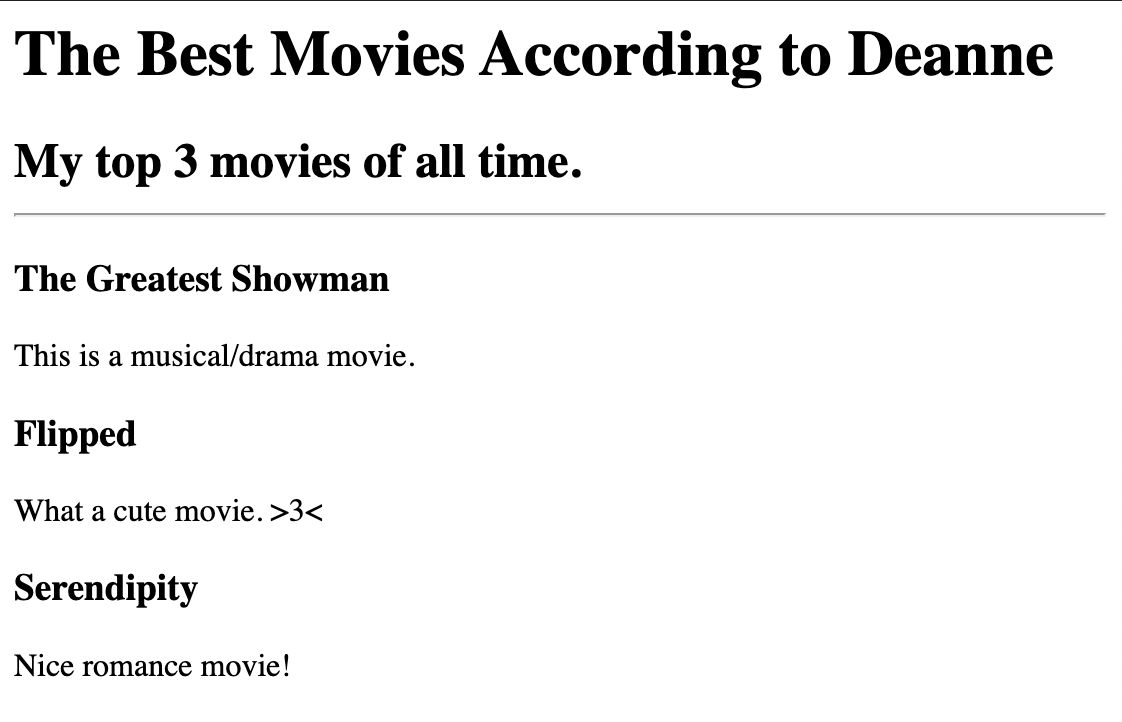 The Best Movies According to Deanne
My top 3 movies of all time.
The Greatest Showman
This is a musical/drama movie.
Flipped
What a cute movie. >3<
Serendipity
Nice romance movie!